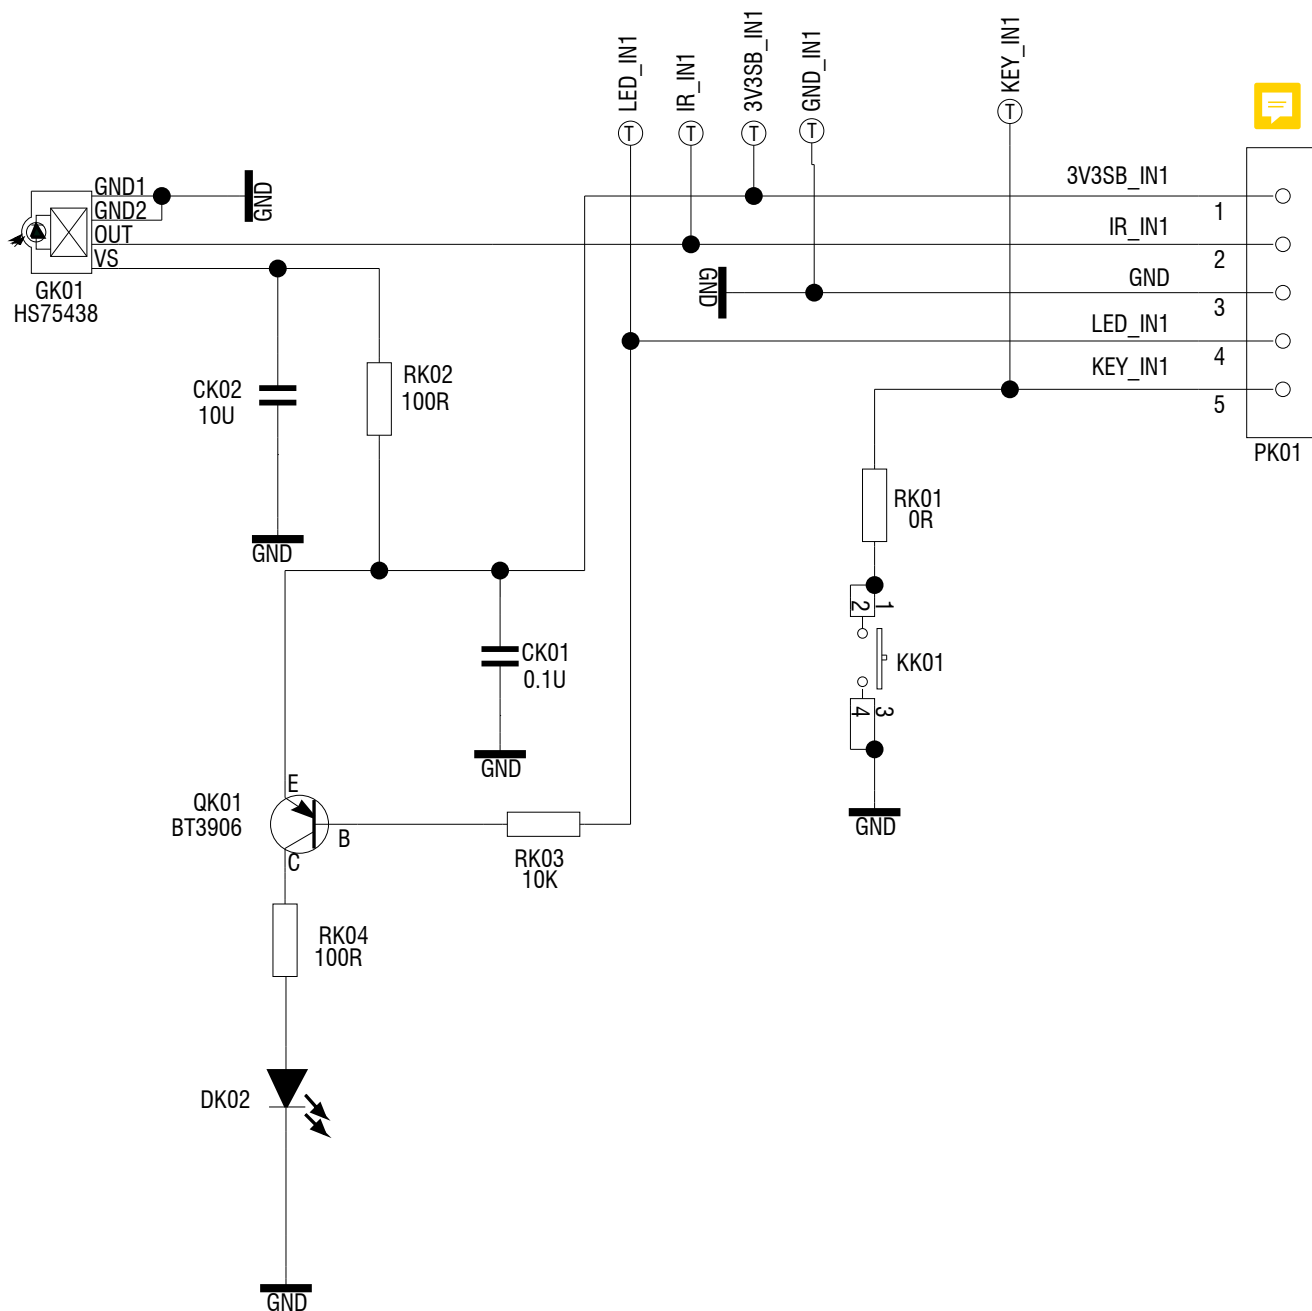 LED_IN1
IR_IN1
3V3SB_IN1
GND_IN1
KEY_IN1
T
T
T
T
T
GND1
GND2
OUT
VS
GND
GK01
HS75438
3V3SB_IN1
1
IR_IN1
2
GND
GND
3
LED_IN1
4
KEY_IN1
5
PK01
CK02
10U
RK02
100R
GND
RK01
0R
1
2
KK01
3
4
GND
CK01
0.1U
GND
E
QK01
BT3906
B
C
RK03
10K
RK04
100R
DK02
GND